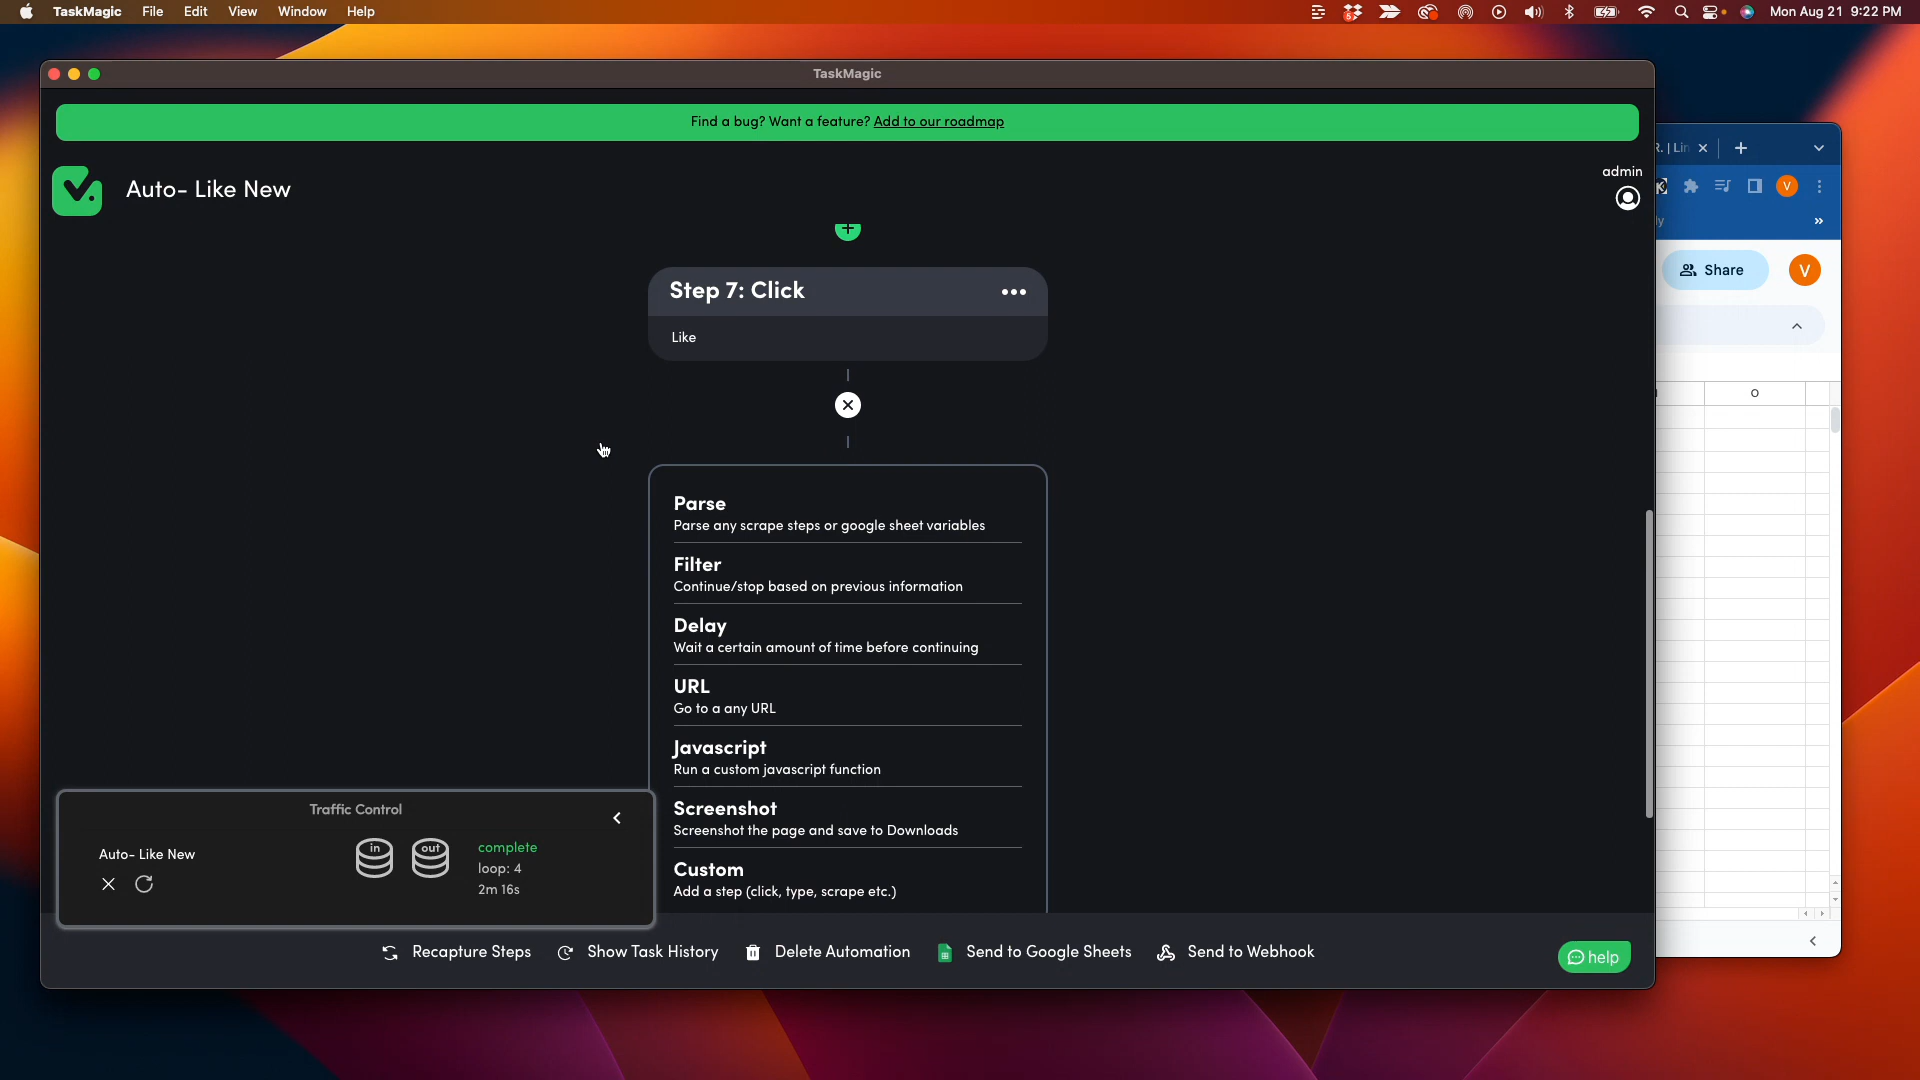 TaskMagic File Edit View Window Help
5
Mon Aug 21 9:22 PM
TaskMagic
Find a bug? Want a feature? Add to our roadmap
Auto- Like New
admin
Step 7: Click
Like
Parse
Parse any scrape steps or google sheet variables
Filter
Continue/stop based on previous information
Delay
Wait a certain amount of time before continuing
URL
Go to a any URL
Javascript
Run a custom javascript function
Screenshot
Screenshot the page and save to Downloads
Custom
Add a step (click, type, scrape etc.)
Traffic Control
Auto- Like New
in
out
complete
loop: 4
2m 16s
Recapture Steps
Show Task History
Delete Automation
Send to Google Sheets
Send to Webhook
help
R. | Lin
V
Share
V
O